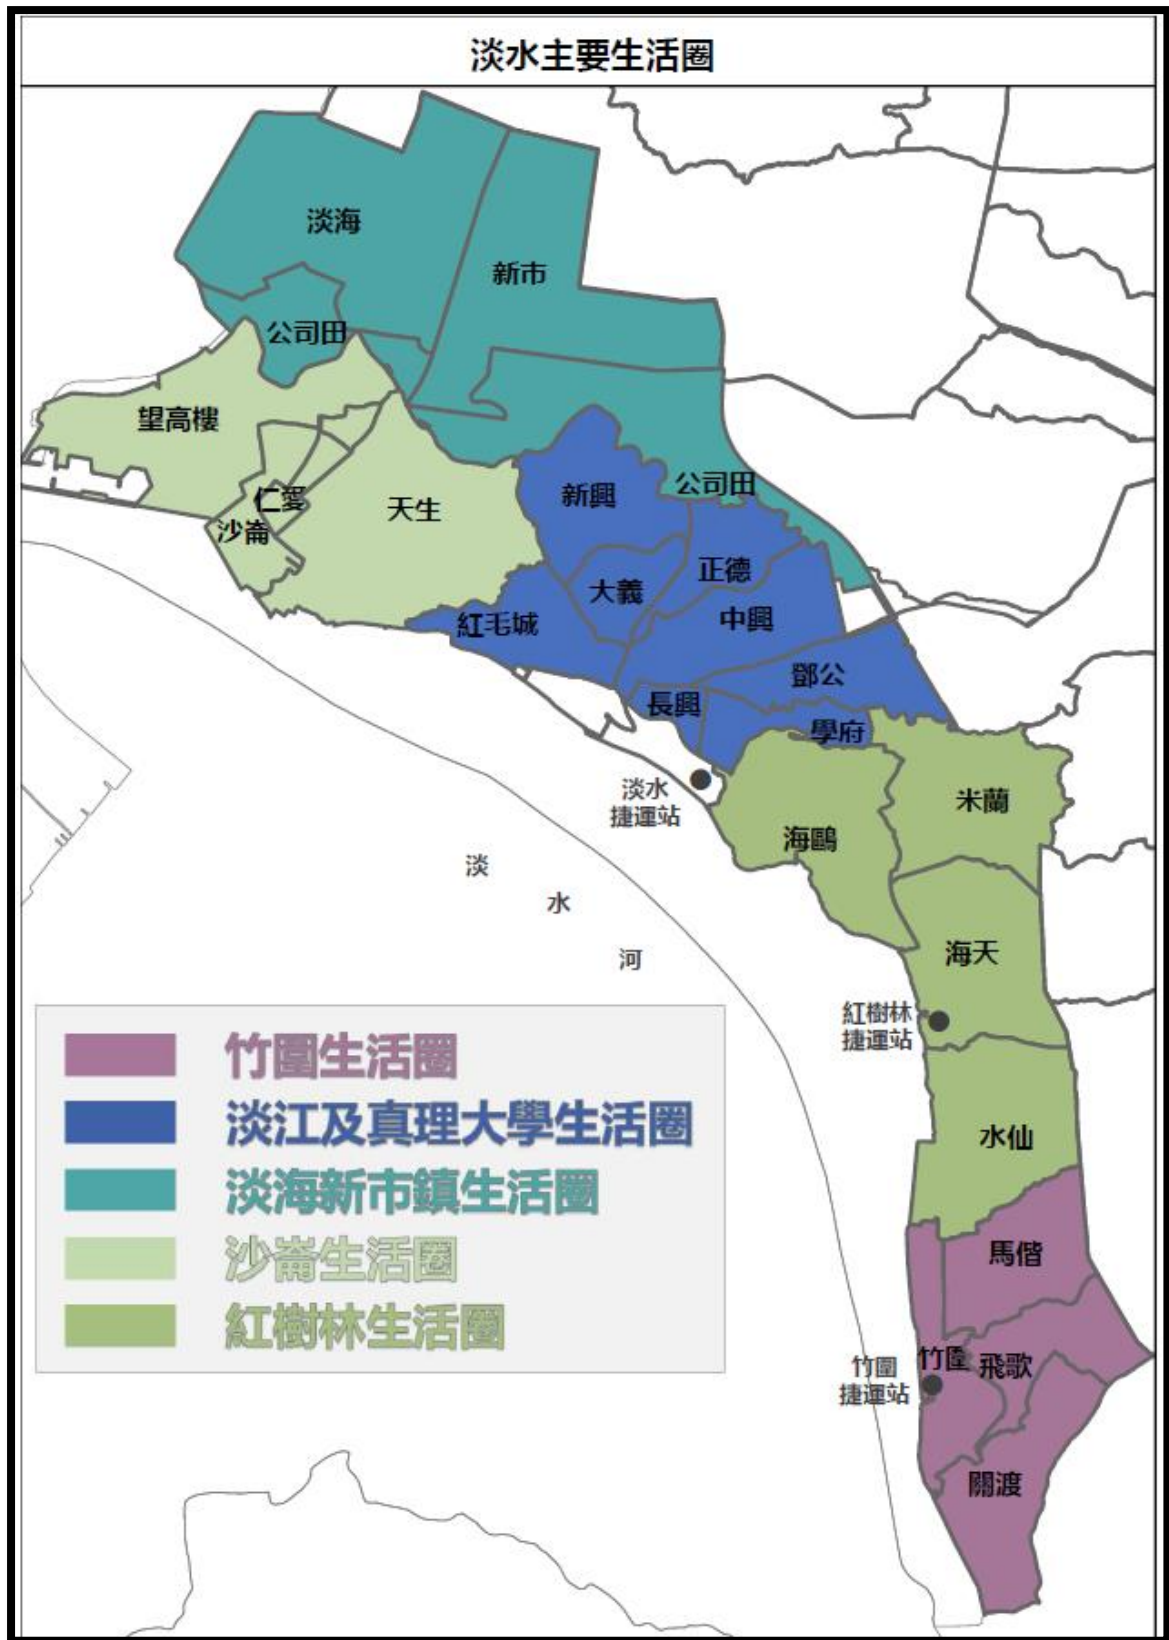 淡水主要生活圈
淡海
新市
公司田
望高樓
仁愛
沙崙
天生
新興
公司田
正德
大義
中興
紅毛城
鄧公
長興
學府
淡水
捷運站
米蘭
海鷗
淡
水
河
海天
紅樹林
捷運站
水仙
竹圍生活圈
淡江及真理大學生活圈
淡海新市鎮生活圈
沙崙生活圈
紅樹林生活圈
馬偕
竹圍
飛歌
竹圍
捷運站
關渡